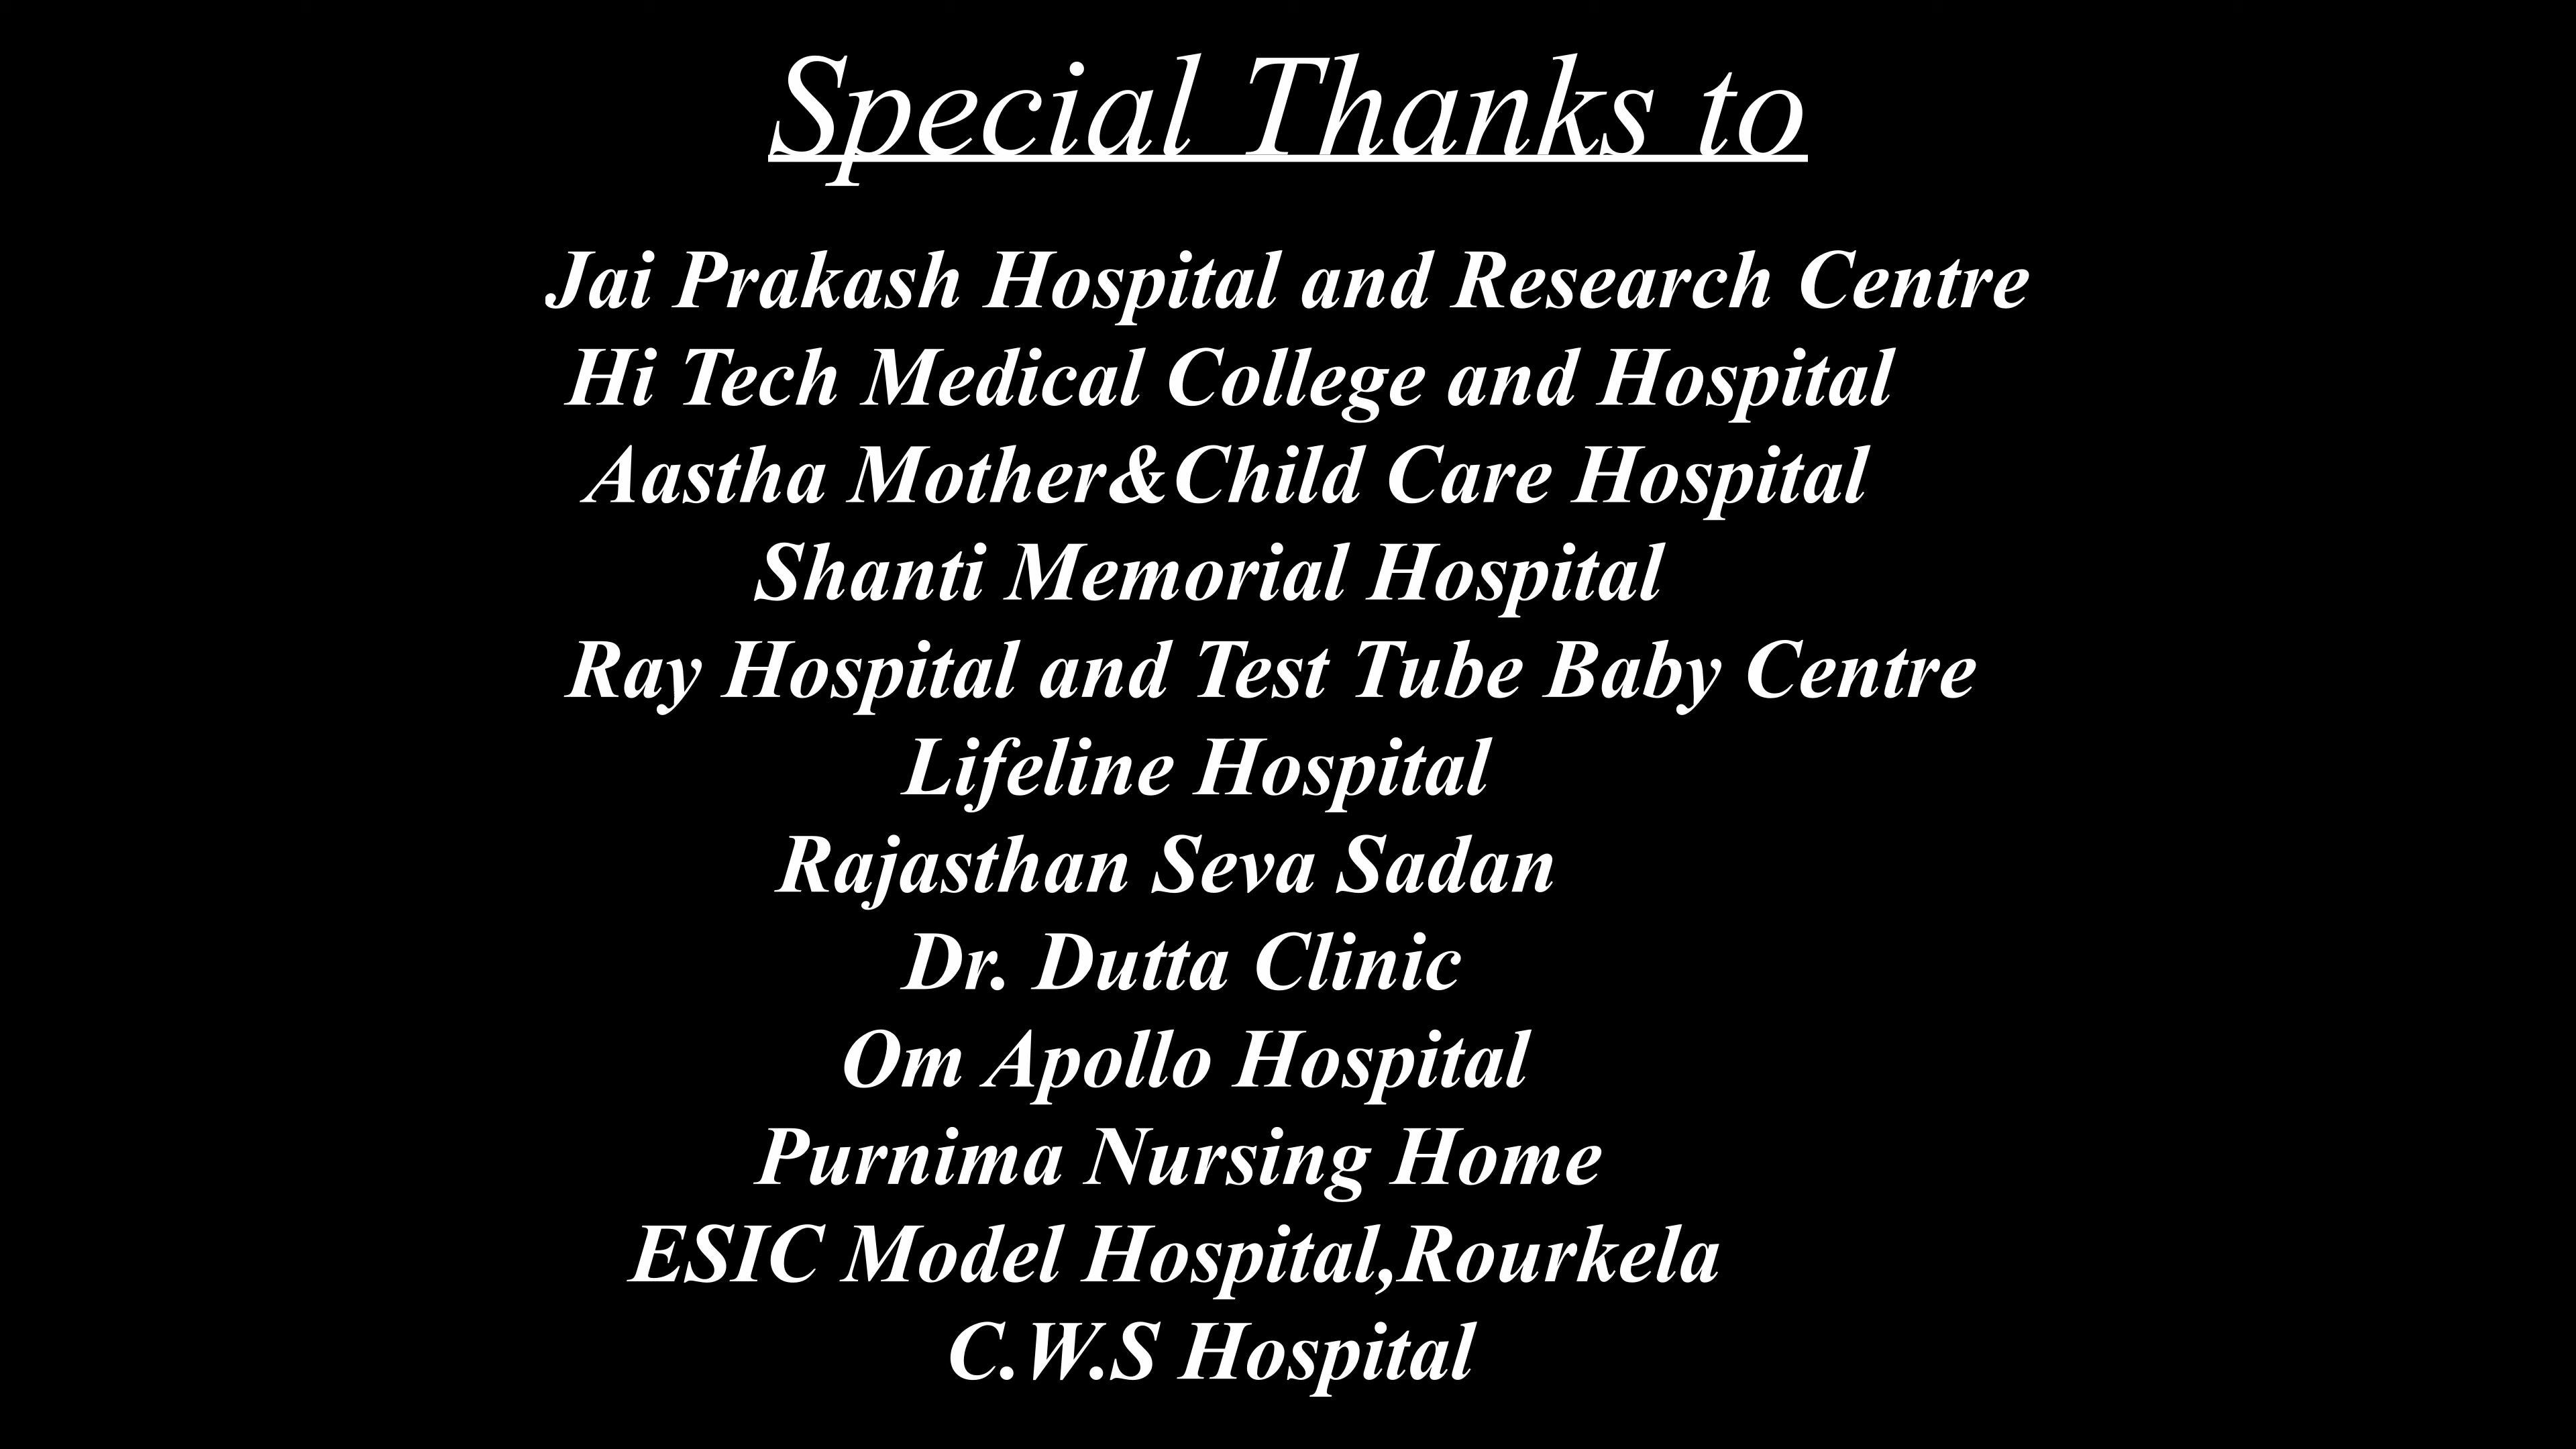 Special Thanks to
Jai Prakash Hospital and Research Centre
Hi Tech Medical College and Hospital
Aastha Mother&Child Care Hospital
Shanti Memorial Hospital
Ray Hospital and Test Tube Baby Centre
Lifeline Hospital
Rajasthan Seva Sadan
Dr. Dutta Clinic
Om Apollo Hospital
Purnima Nursing Home
ESIC Model Hospital,Rourkela
C.W.S Hospital